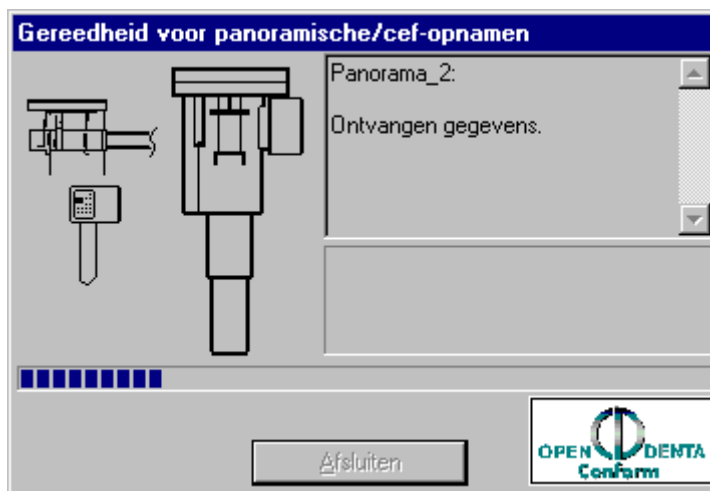 Gereedheid voor panoramische/cef-opnamen
Panorama_2:
Ontvangen gegevens.
Afsluiten
OPEN DENTA
Conform